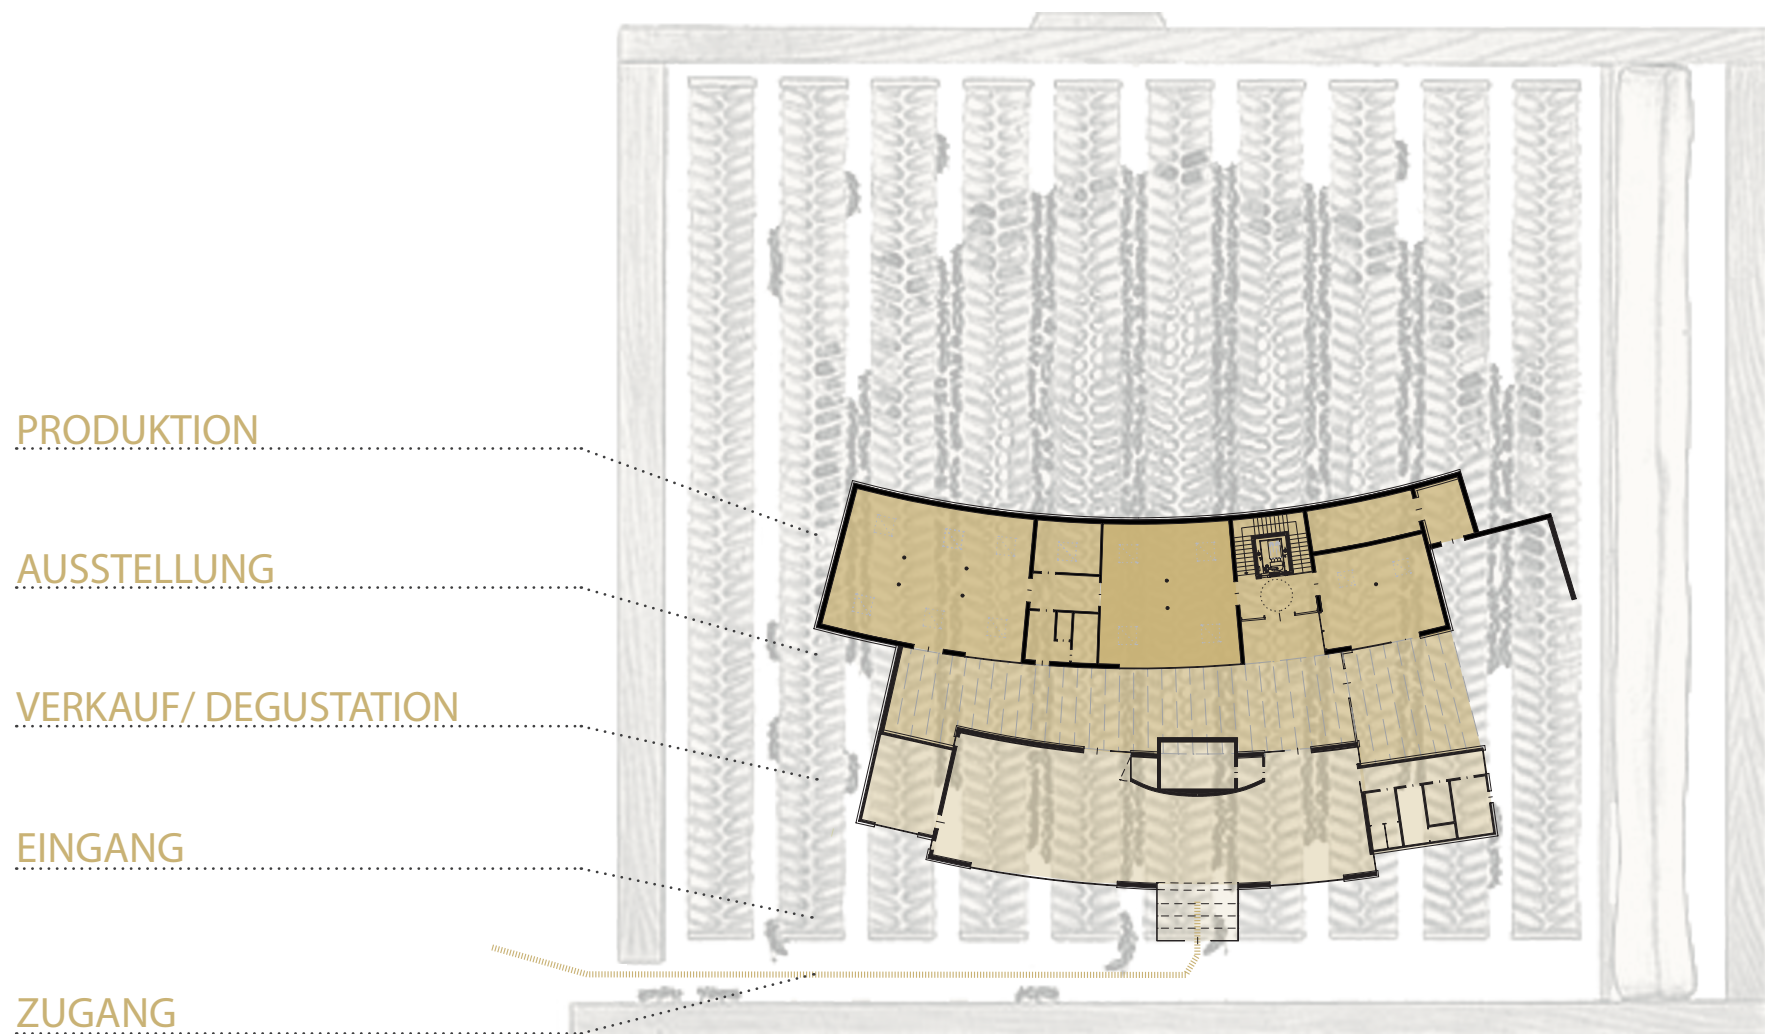 PRODUKTION
AUSSTELLUNG
VERKAUF/ DEGUSTATION
EINGANG
ZUGANG